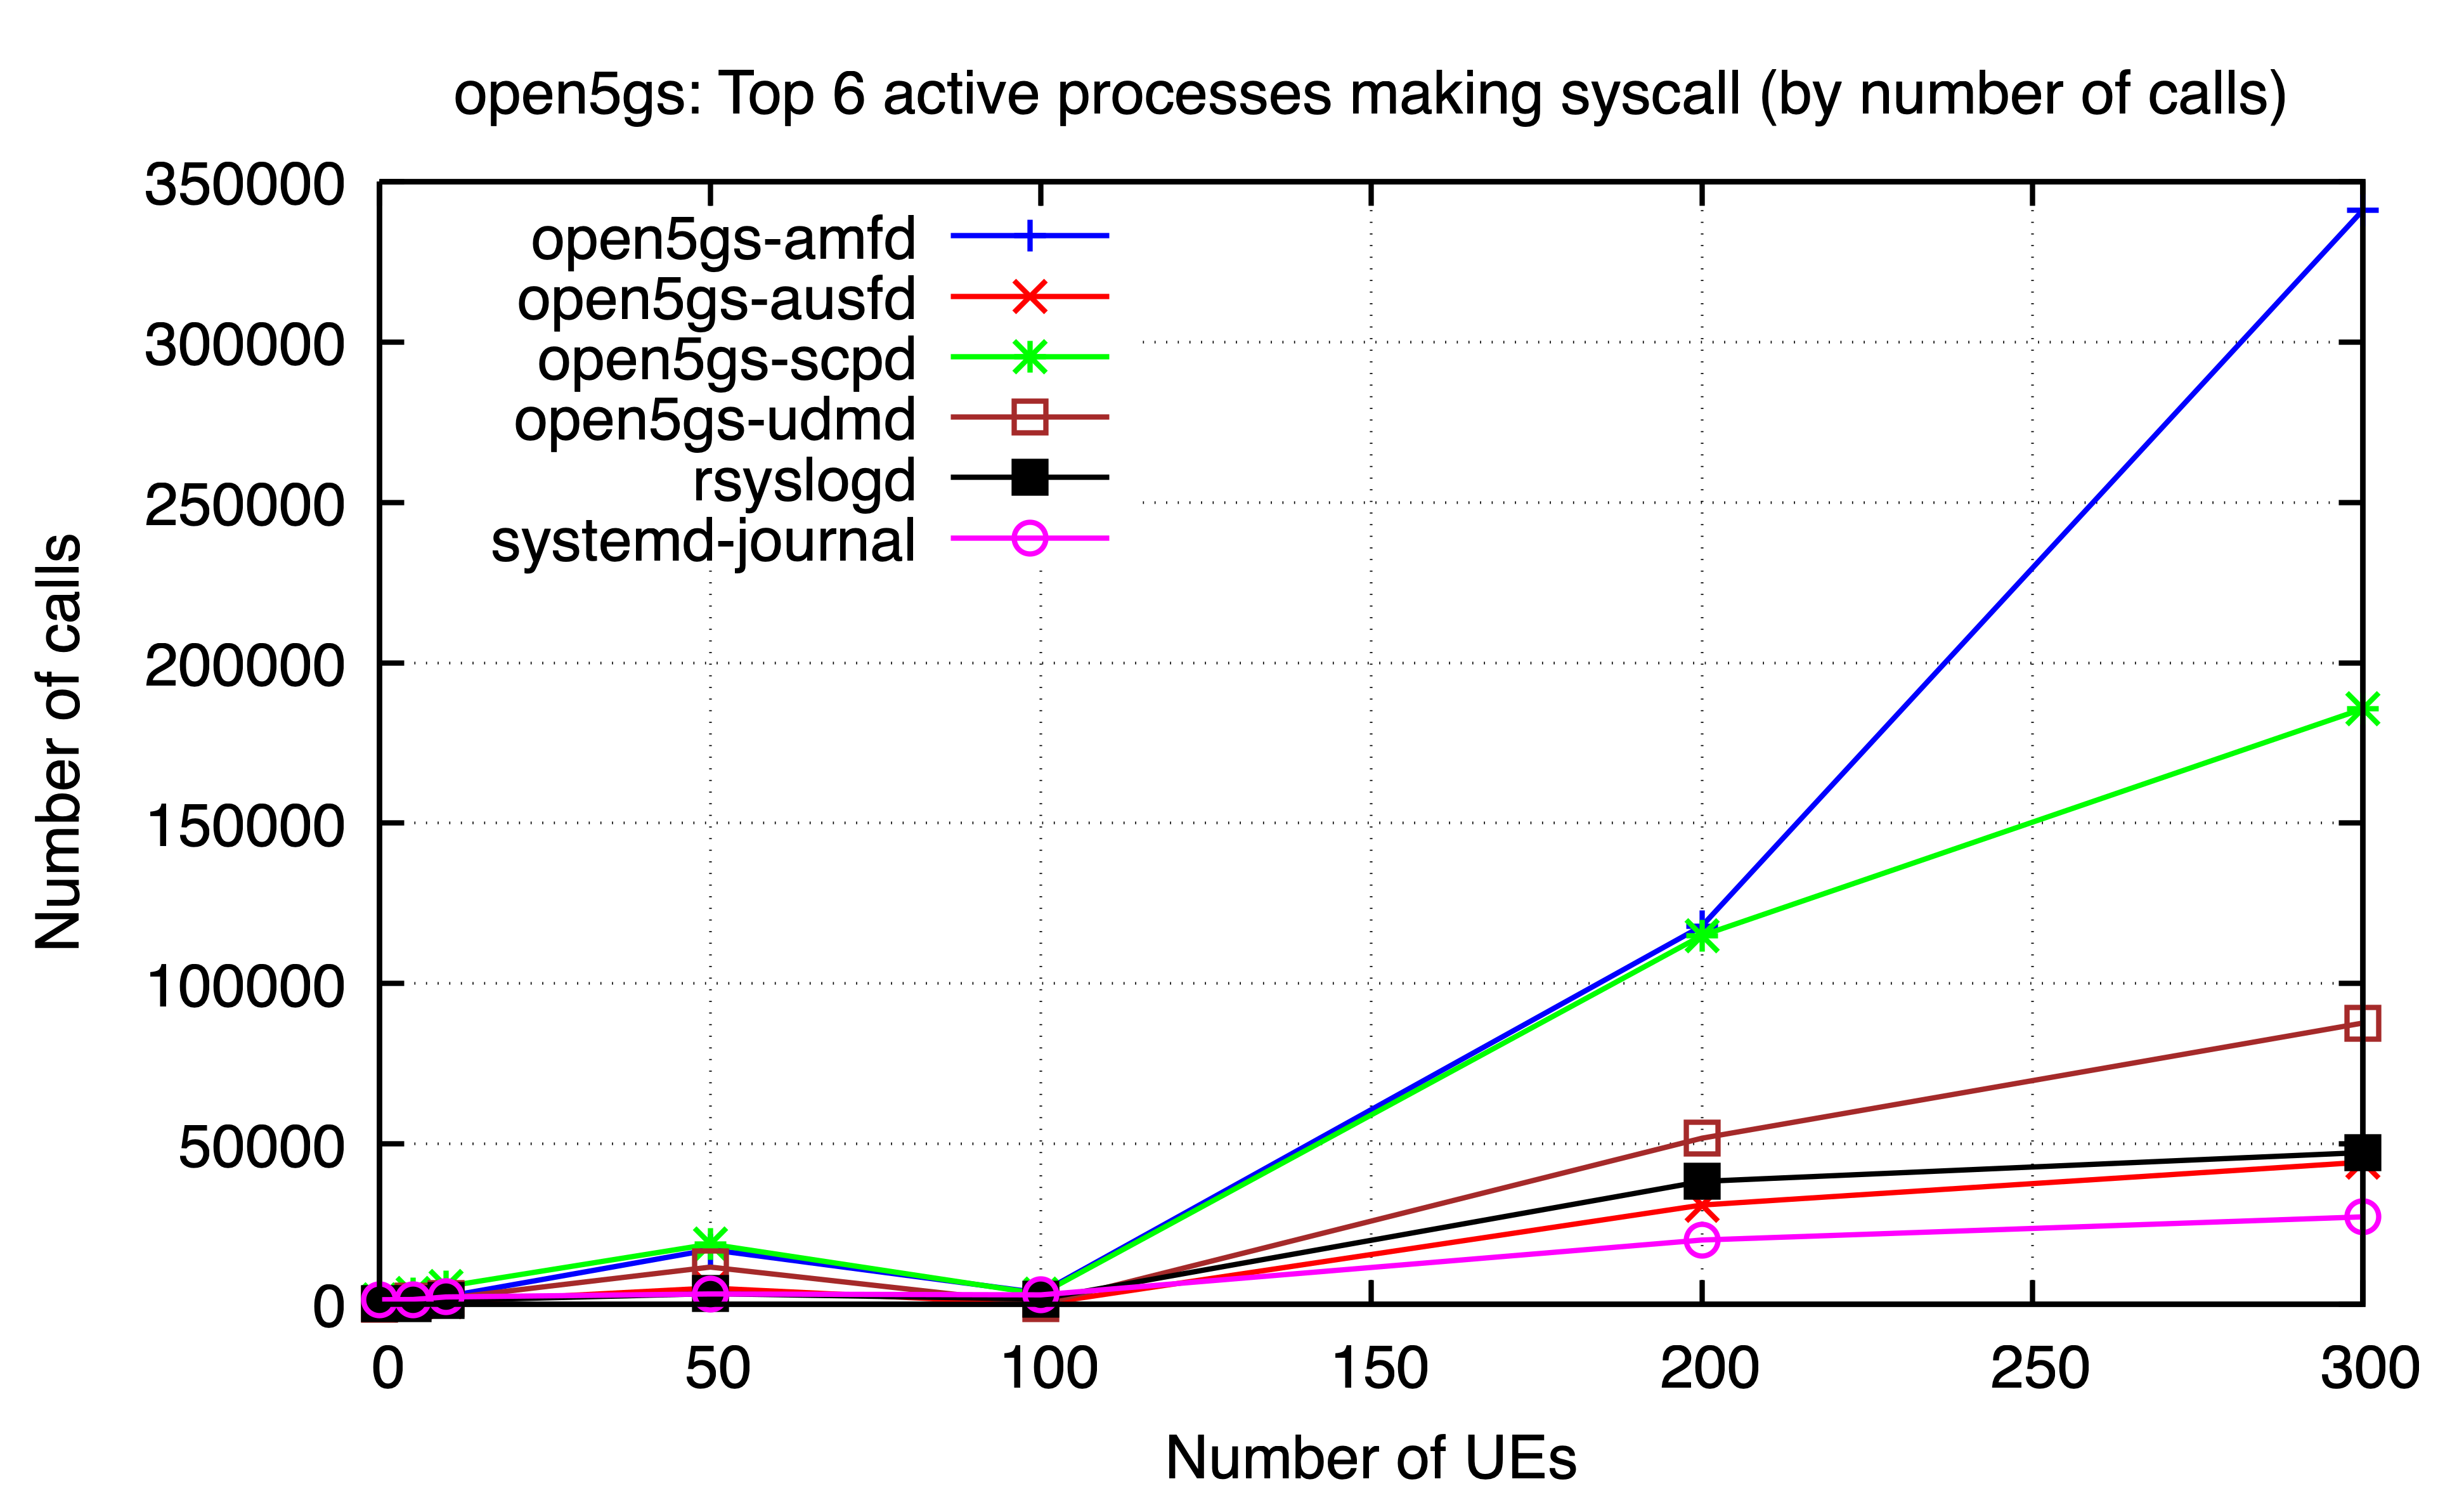 open5gs: Top 6 active processes making syscall (by number of calls)
350000
300000
250000
200000
150000
100000
50000
0
Number of calls
open5gs-amfd
open5gs-ausfd
open5gs-scpd
open5gs-udmd
rsyslogd
systemd-journal
0 50 100 150 200 250 300
Number of UEs